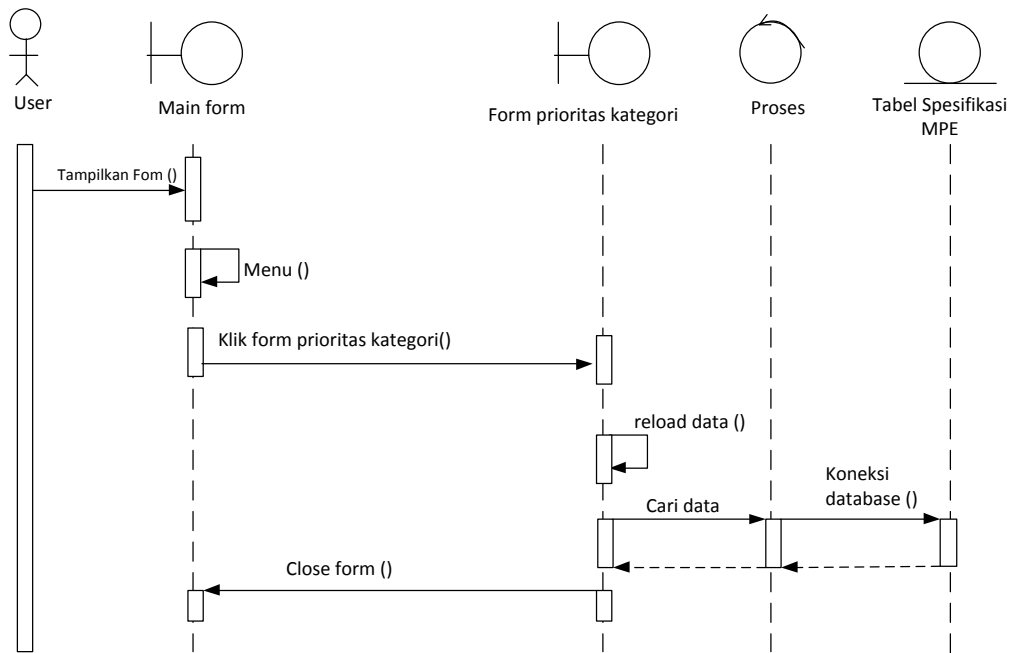 User
Main form
Form prioritas kategori
Proses
Tabel Spesifikasi
MPE
Tampilkan Fom ()
Menu ()
Klik form prioritas kategori()
reload data ()
Koneksi
database ()
Cari data
Close form ()